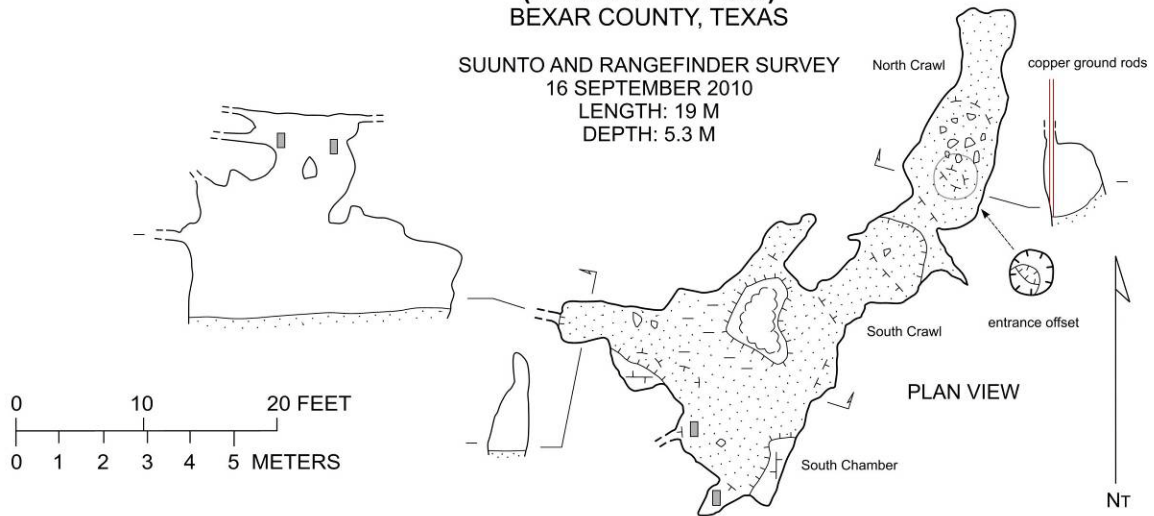 BEXAR COUNTY, TEXAS
SUUNTO AND RANGEFINDER SURVEY
16 SEPTEMBER 2010
LENGTH: 19 M
DEPTH: 5.3 M
North Crawl
copper ground rods
entrance offset
South Crawl
PLAN VIEW
South Chamber
0 10 20 FEET
0 1 2 3 4 5 METERS
NT